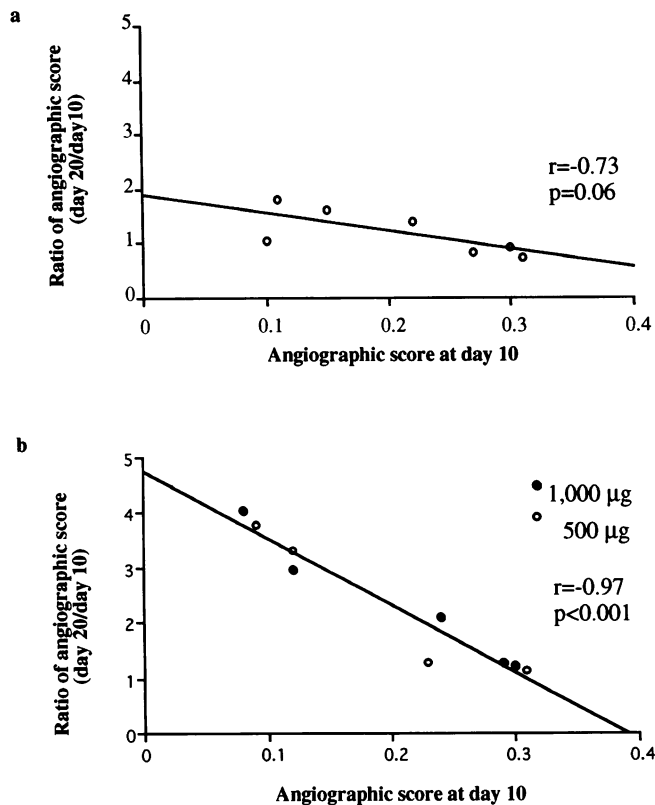 a
5
4
3
2
1
0
Ratio of angiographic score
(day 20/day10)
r=-0.73
p=0.06
0 0.1 0.2 0.3 0.4
Angiographic score at day 10
b
5
4
3
2
1
0
Ratio of angiographic score
(day 20/day 10)
1,000 µg
500 µg
r=-0.97
p<0.001
0 0.1 0.2 0.3 0.4
Angiographic score at day 10